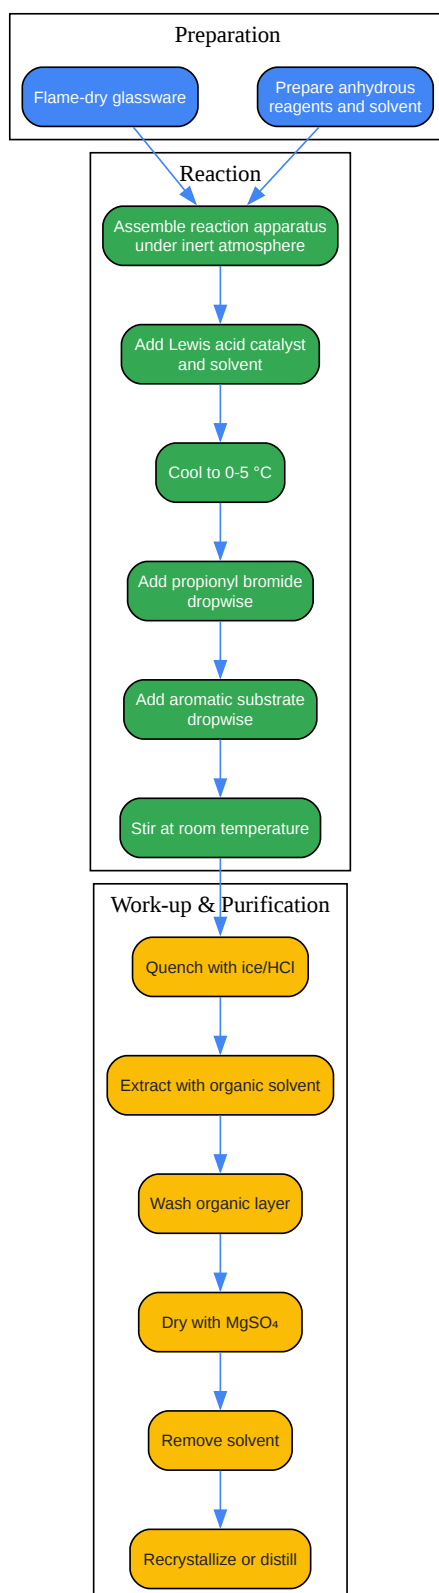 Preparation
Flame-dry glassware
Prepare anhydrous
reagents and solvent
Reaction
Assemble reaction apparatus
under inert atmosphere
Add Lewis acid catalyst
and solvent
Cool to 0-5 °C
Add propionyl bromide
dropwise
Add aromatic substrate
dropwise
Stir at room temperature
Work-up & Purification
Quench with ice/HCl
Extract with organic solvent
Wash organic layer
Dry with MgSO₄
Remove solvent
Recrystallize or distill